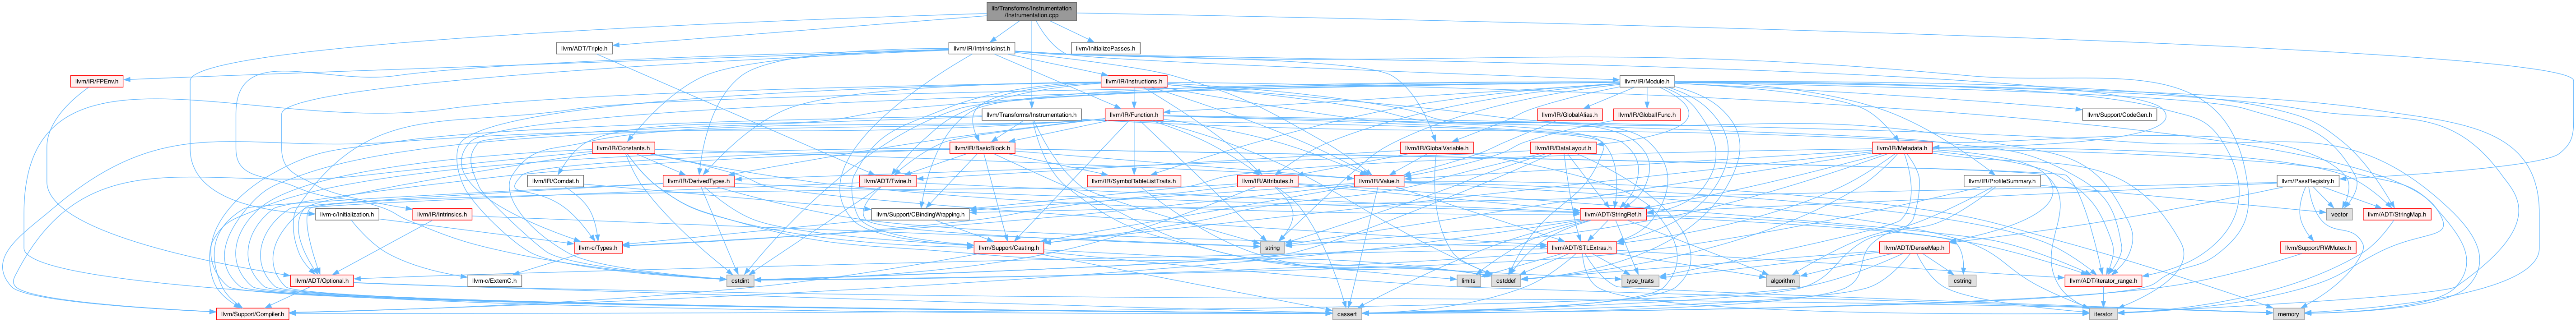 lib/Transforms/Instrumentation
/Instrumentation.cpp
llvm/ADT/Triple.h
llvm/IR/IntrinsicInst.h
llvm/InitializePasses.h
llvm/IR/FPEnv.h
llvm/IR/Instructions.h
llvm/IR/Module.h
llvm/Transforms/Instrumentation.h
llvm/IR/Function.h
llvm/IR/GlobalAlias.h
llvm/IR/GlobalIFunc.h
llvm/Support/CodeGen.h
llvm/IR/Constants.h
llvm/IR/BasicBlock.h
llvm/IR/GlobalVariable.h
llvm/IR/DataLayout.h
llvm/IR/Metadata.h
llvm/IR/Comdat.h
llvm/IR/DerivedTypes.h
llvm/ADT/Twine.h
llvm/IR/SymbolTableListTraits.h
llvm/IR/Attributes.h
llvm/IR/Value.h
llvm/IR/ProfileSummary.h
llvm/PassRegistry.h
llvm-c/Initialization.h
llvm/IR/Intrinsics.h
llvm/Support/CBindingWrapping.h
llvm/ADT/StringRef.h
vector
llvm/ADT/StringMap.h
llvm-c/Types.h
llvm/Support/Casting.h
string
llvm/ADT/STLExtras.h
llvm/ADT/DenseMap.h
llvm/Support/RWMutex.h
llvm/ADT/Optional.h
llvm-c/ExternC.h
cstdint
limits
cstddef
type_traits
algorithm
cstring
llvm/ADT/iterator_range.h
llvm/Support/Compiler.h
cassert
iterator
memory